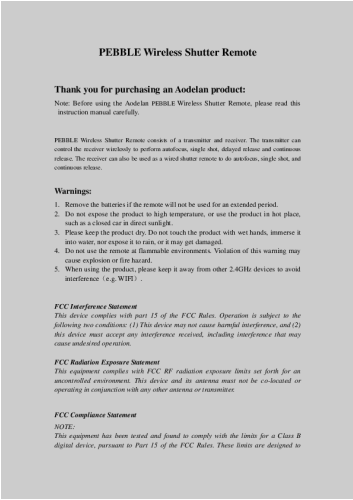 PEBBLE Wireless Shutter Remote
Thank you for purchasing an Aodelan product:
Note: Before using the Aodelan PEBBLE Wireless Shutter Remote, please read this
instruction manual carefully.
PEBBLE Wireless Shutter Remote consists of a transmitter and receiver. The transmitter can
control the receiver wirelessly to perform autofocus, single shot, delayed release and continuous
release. The receiver can also be used as a wired shutter remote to do autofocus, single shot, and
continuous release.
Warnings:
1. Remove the batteries if the remote will not be used for an extended period.
2. Do not expose the product to high temperature, or use the product in hot place,
such as a closed car in direct sunlight.
3. Please keep the product dry. Do not touch the product with wet hands, immerse it
into water, nor expose it to rain, or it may get damaged.
4. Do not use the remote at flammable environments. Violation of this warning may
cause explosion or fire hazard.
5. When using the product, please keep it away from other 2.4GHz devices to avoid
interference（e.g. WIFI）.
FCC Interference Statement
This device complies with part 15 of the FCC Rules. Operation is subject to the
following two conditions: (1) This device may not cause harmful interference, and (2)
this device must accept any interference received, including interference that may
cause undesired operation.
FCC Radiation Exposure Statement
This equipment complies with FCC RF radiation exposure limits set forth for an
uncontrolled environment. This device and its antenna must not be co-located or
operating in conjunction with any other antenna or transmitter.
FCC Compliance Statement
NOTE:
This equipment has been tested and found to comply with the limits for a Class B
digital device, pursuant to Part 15 of the FCC Rules. These limits are designed to